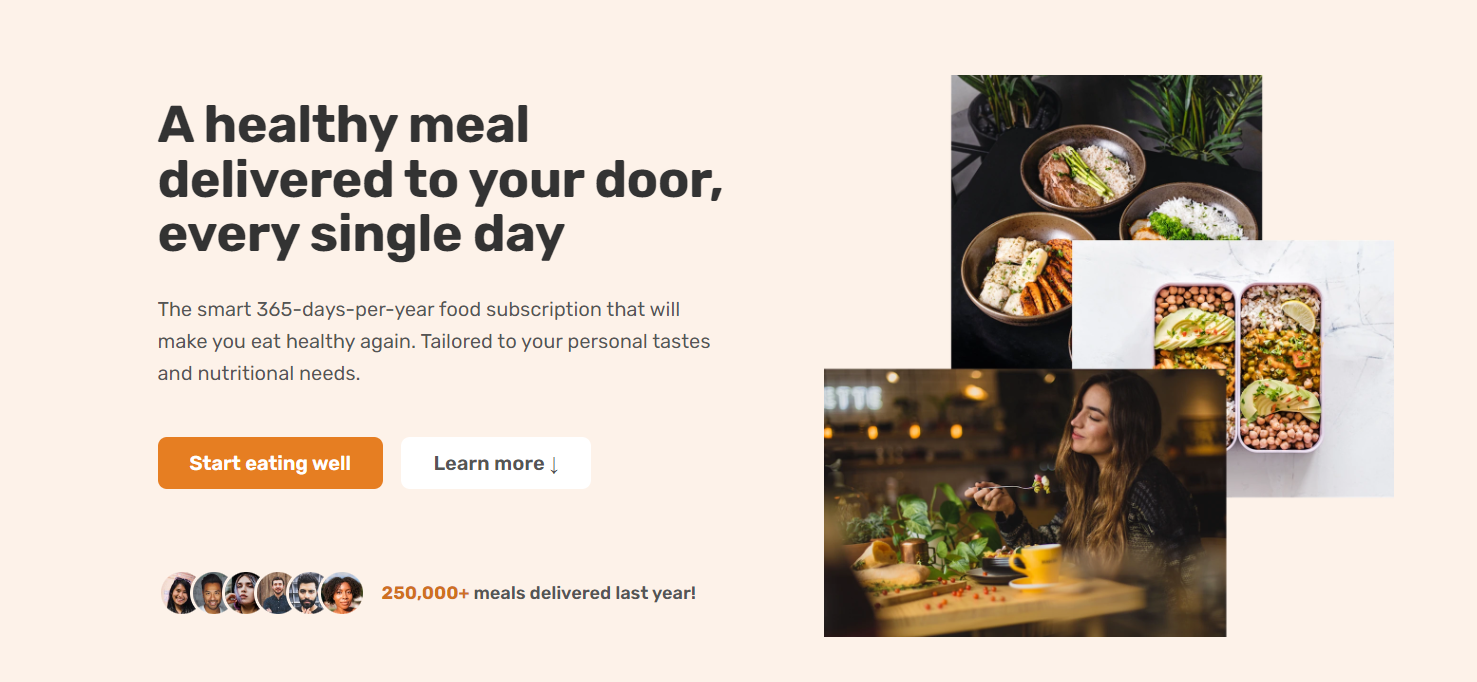 A healthy meal
delivered to your door,
every single day
The smart 365-days-per-year food subscription that will
make you eat healthy again. Tailored to your personal tastes
and nutritional needs.
Start eating well
Learn more ↓
250,000+ meals delivered last year!